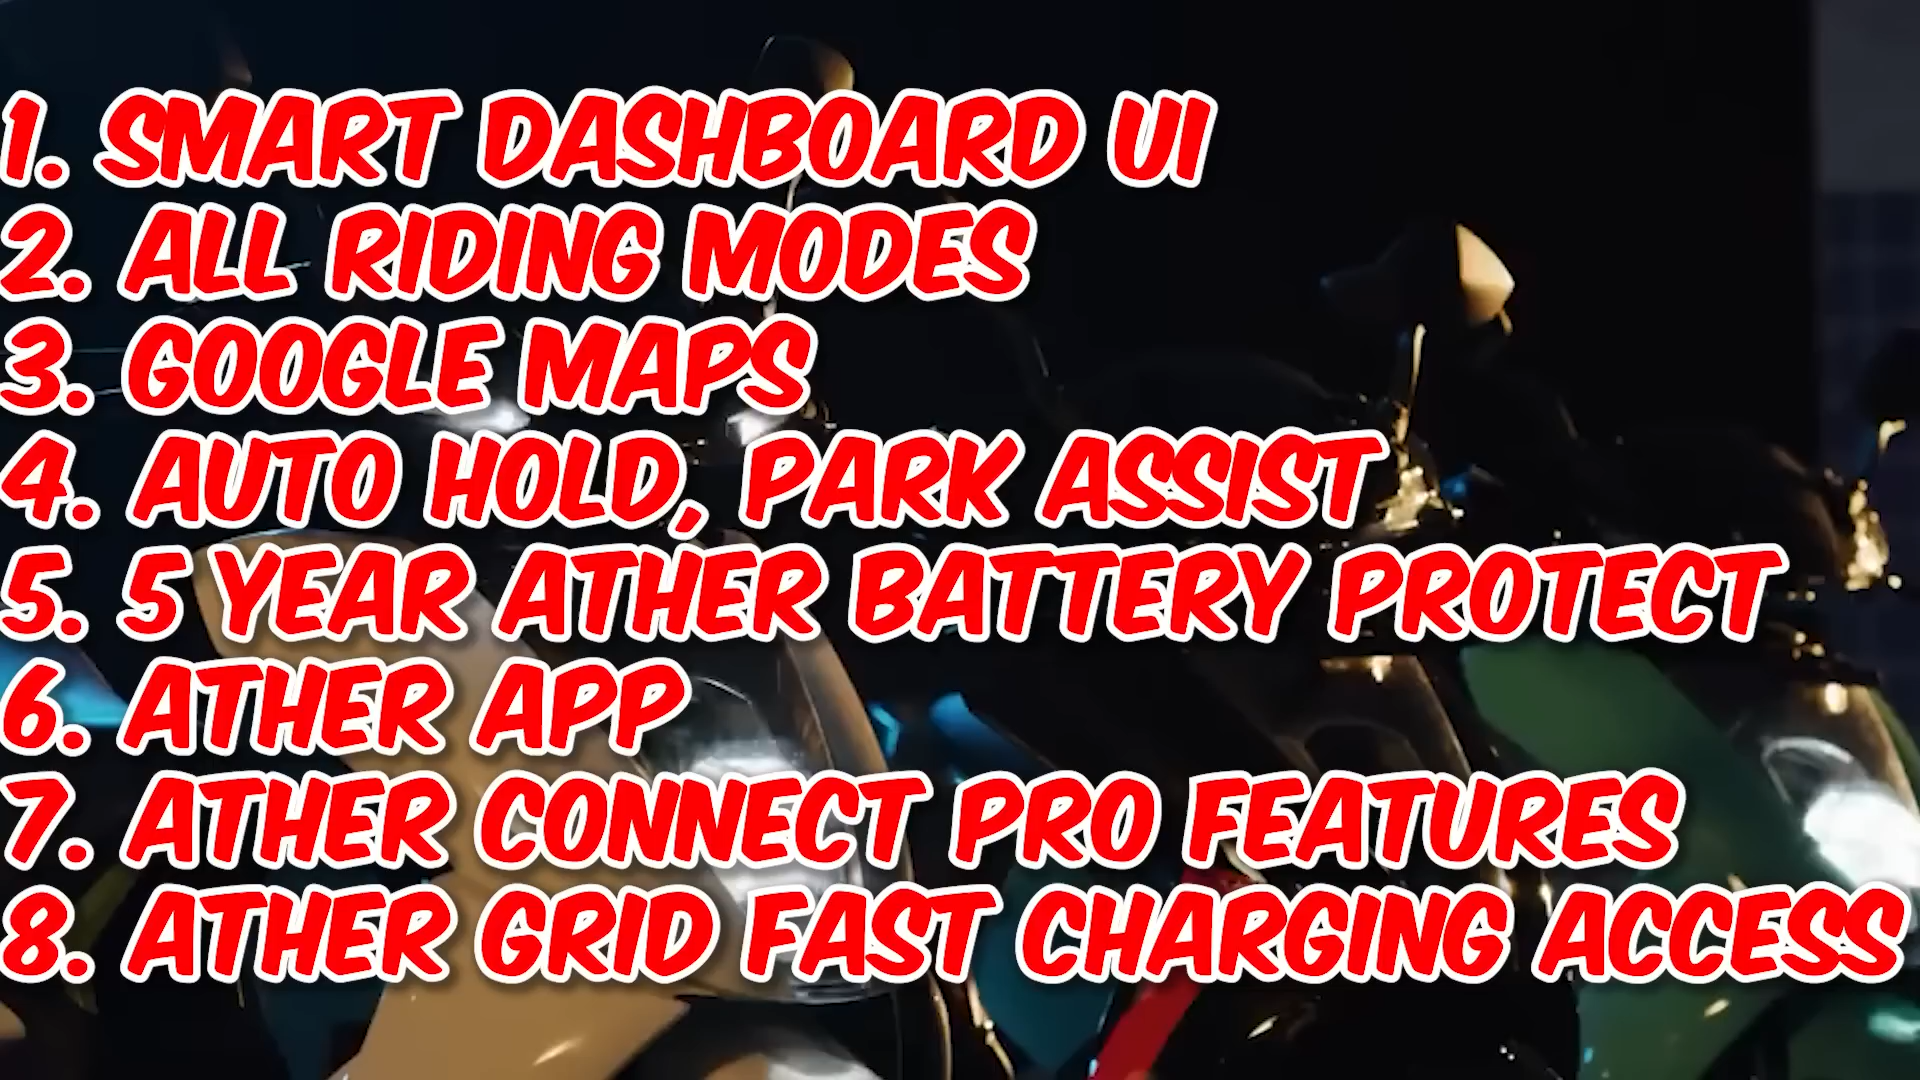 1. SMART DASHBOARD UI
2. ALL RIDING MODES
3. GOOGLE MAPS
4. AUTO HOLD, PARK ASSIST
5. 5 YEAR ATHER BATTERY PROTECT
6. ATHER APP
7. ATHER CONNECT PRO FEATURES
8. ATHER GRID FAST CHARGING ACCESS